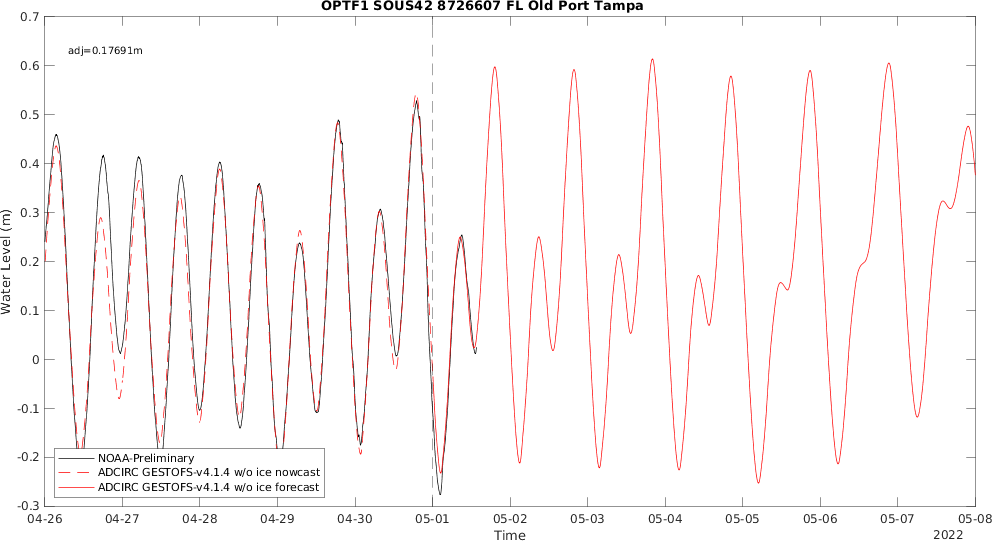 OPTF1 SOUS42 8726607 FL Old Port Tampa
0.7
adj=0.17691m
0.6
0.5
0.4
0.3
0.2
0.1
0
-0.1
-0.2
-0.3
Water Level (m)
NOAA-Preliminary
ADCIRC GESTOFS-v4.1.4 w/o ice nowcast
ADCIRC GESTOFS-v4.1.4 w/o ice forecast
04-26 04-27 04-28 04-29 04-30 05-01 05-02 05-03 05-04 05-05 05-06 05-07 05-08
Time
2022